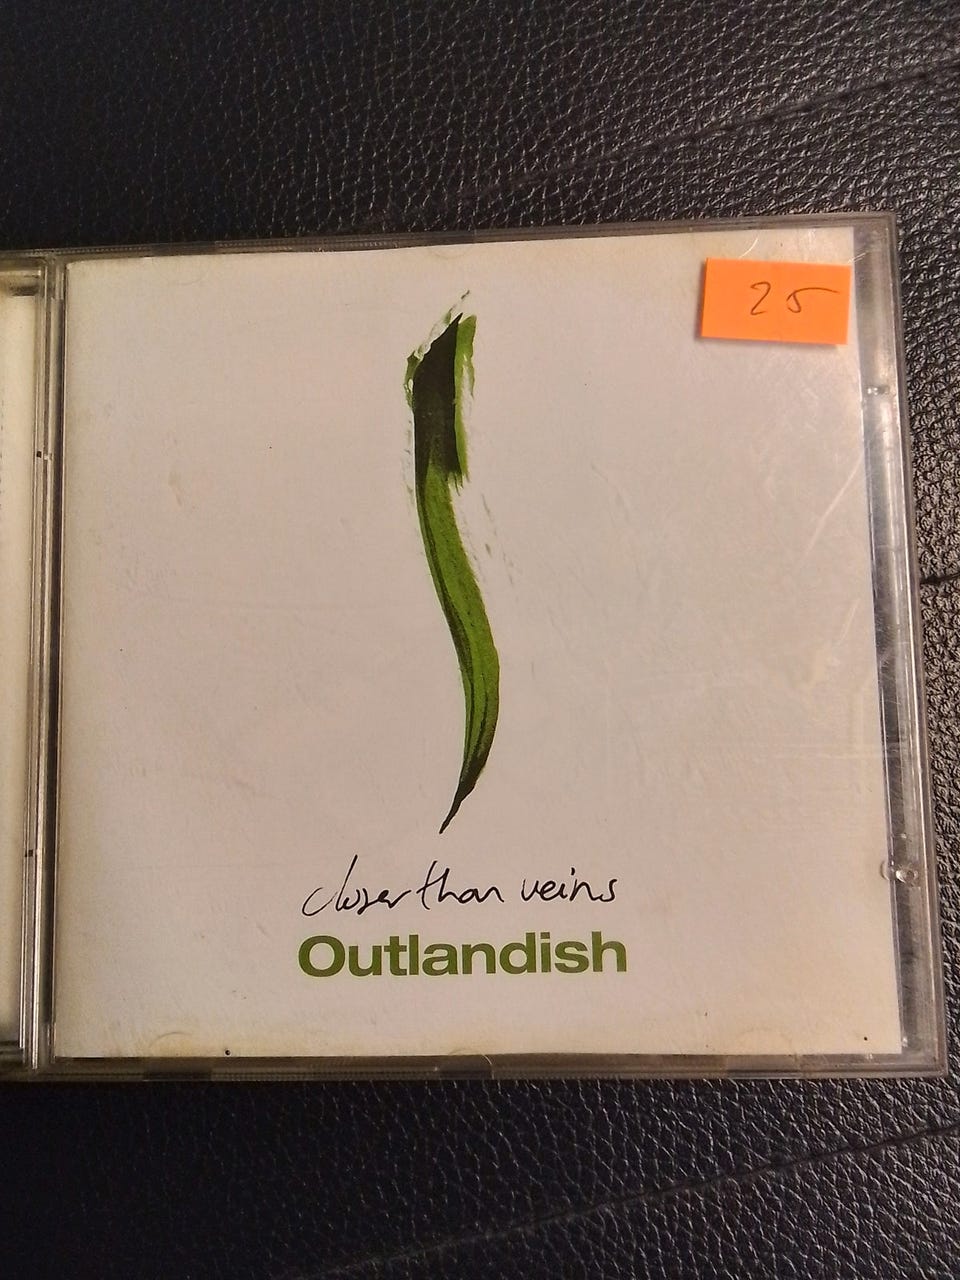 25
closer than veins
Outlandish